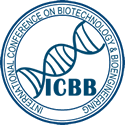 INTERNATIONAL CONFERENCE ON BIOTECHNOLOGY & BIOENGINEERING
ICBB